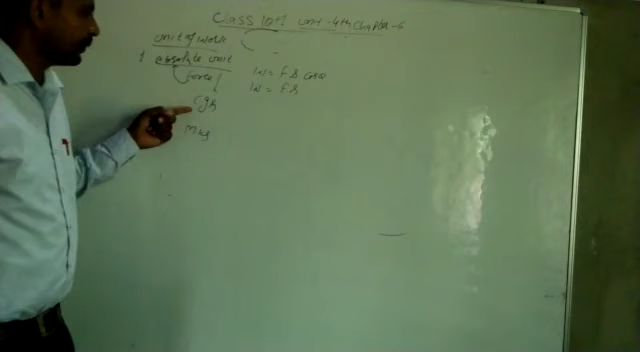 Class 10th unit-4th Chapter-6
unit of work
1 absolute unit
force
W = F.S cosθ
W = F.S
Cgs
Mks